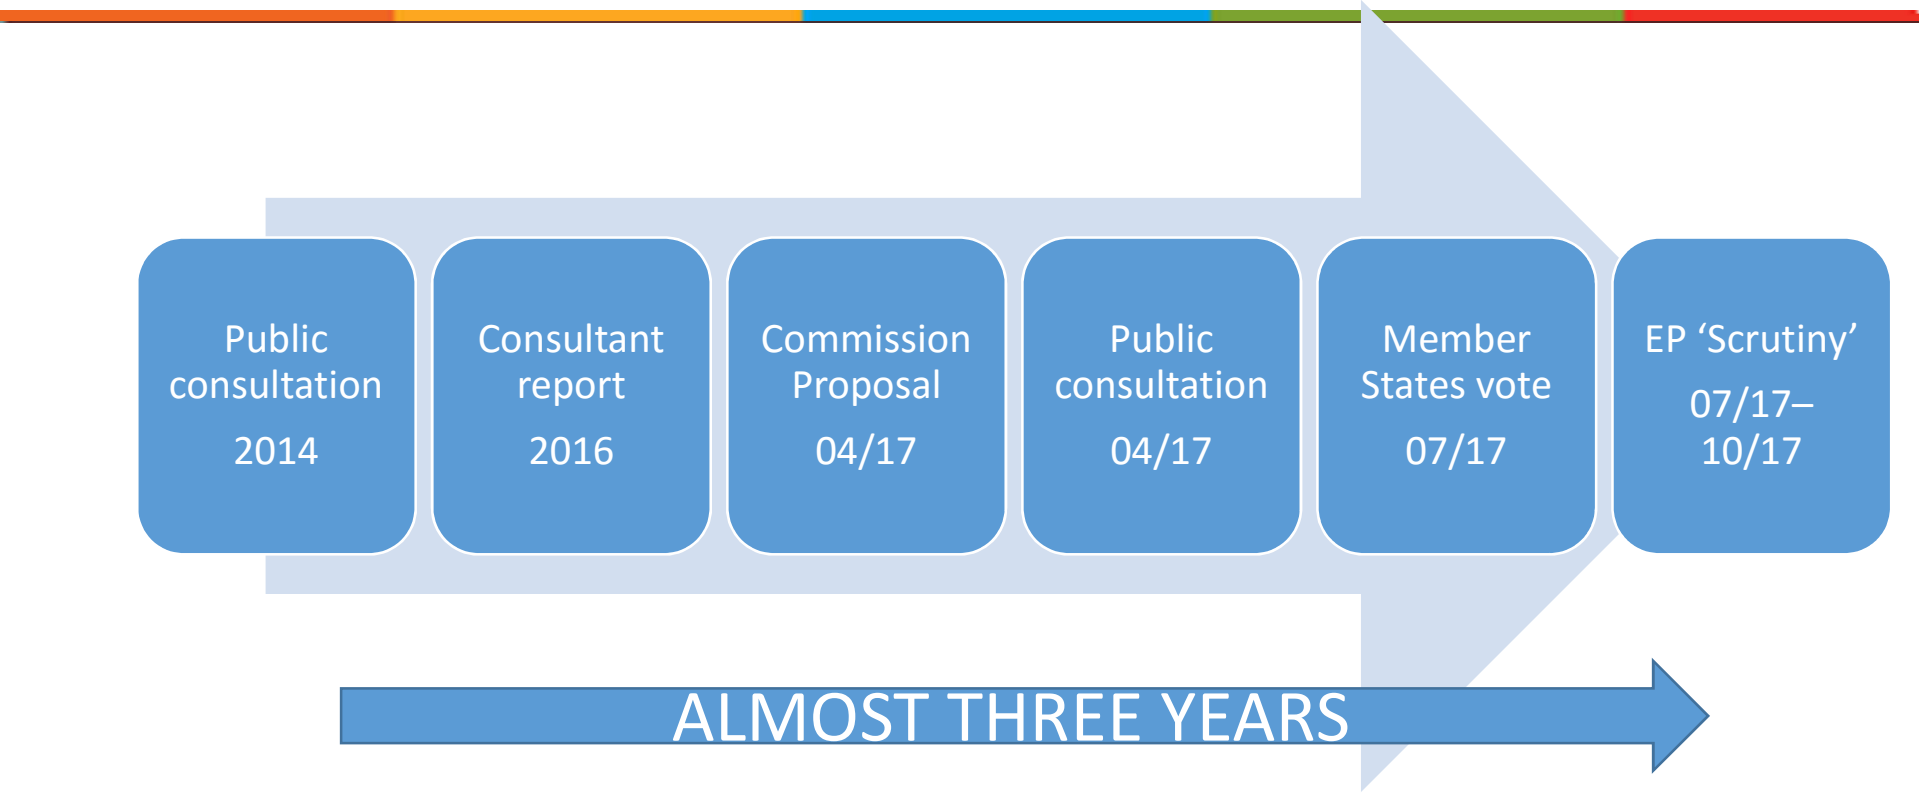 Public
consultation
2014
Consultant
report
2016
Commission
Proposal
04/17
Public
consultation
04/17
Member
States vote
07/17
EP ‘Scrutiny’
07/17–
10/17
ALMOST THREE YEARS